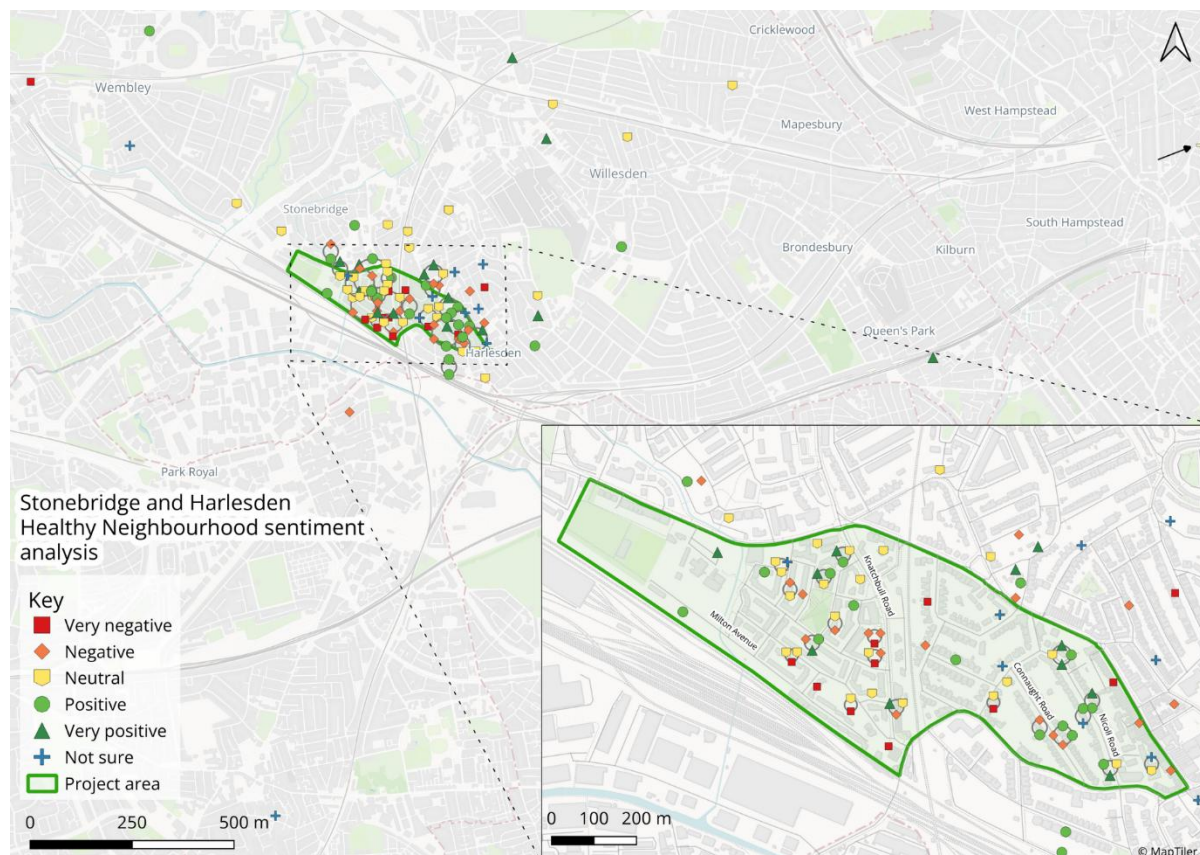 Cricklewood
Wembley
West Hampstead
Mapesbury
Willesden
Stonebridge
South Hampstead
Brondesbury
Kilburn
Queen's Park
Harlesden
Park Royal
Stonebridge and Harlesden
Healthy Neighbourhood sentiment
analysis
Key
Very negative
Negative
Neutral
Positive
Very positive
Not sure
Project area
0 250 500 m
Knatchbull Road
Milton Avenue
Connaught Road
Nicoll Road
0 100 200 m
© MapTiler